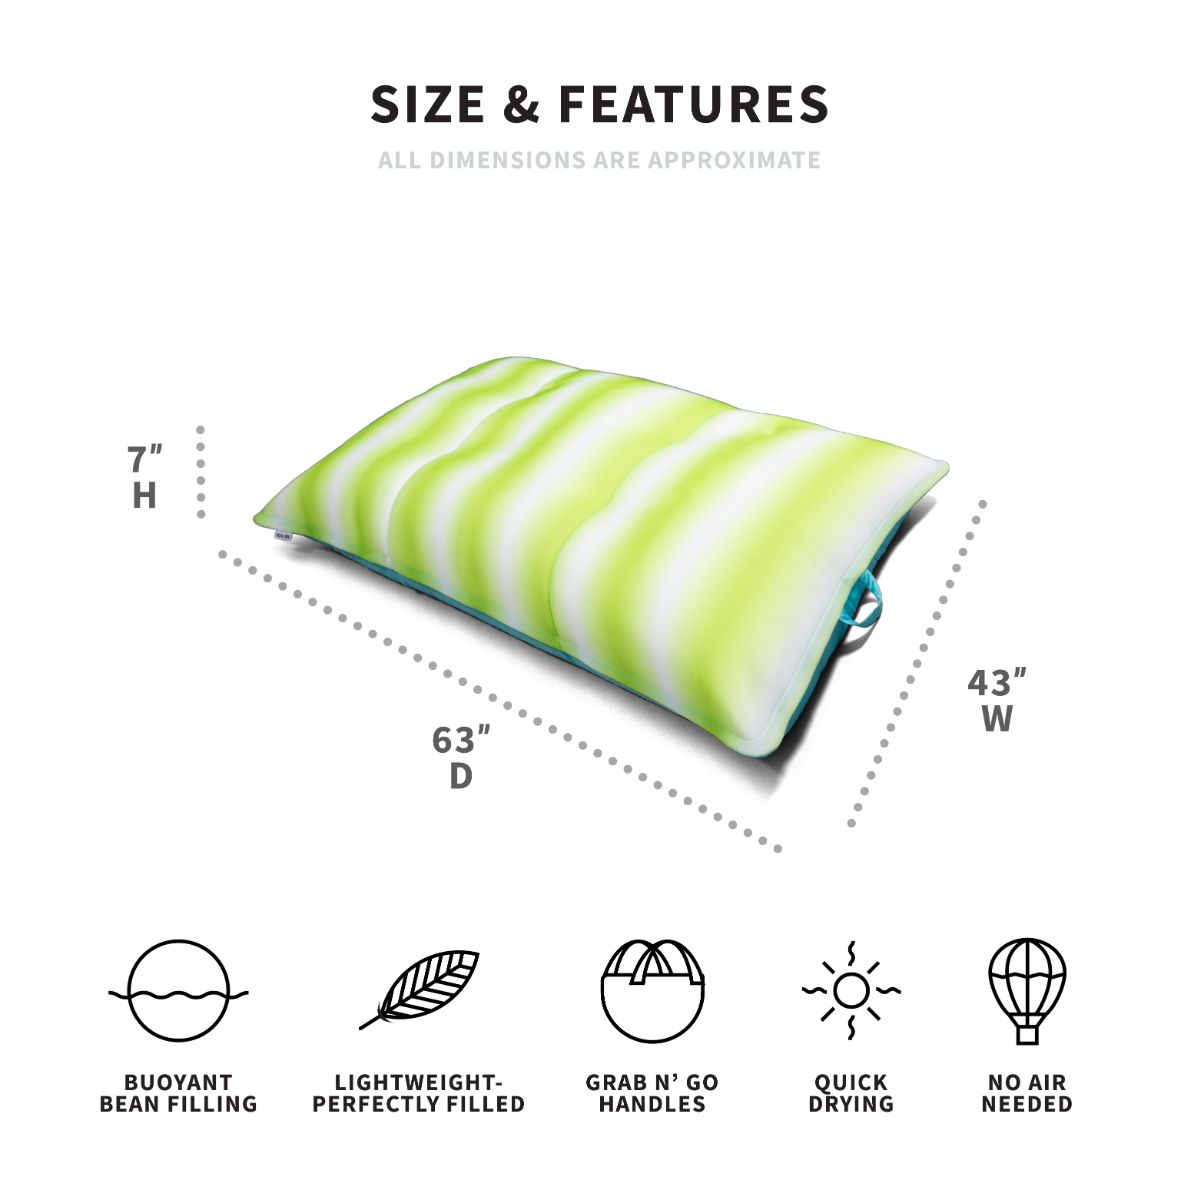 SIZE & FEATURES
ALL DIMENSIONS ARE APPROXIMATE
7"
H
63"
D
43"
W
BUOYANT
BEAN FILLING
LIGHTWEIGHT-
PERFECTLY FILLED
GRAB N’ GO
HANDLES
QUICK
DRYING
NO AIR
NEEDED